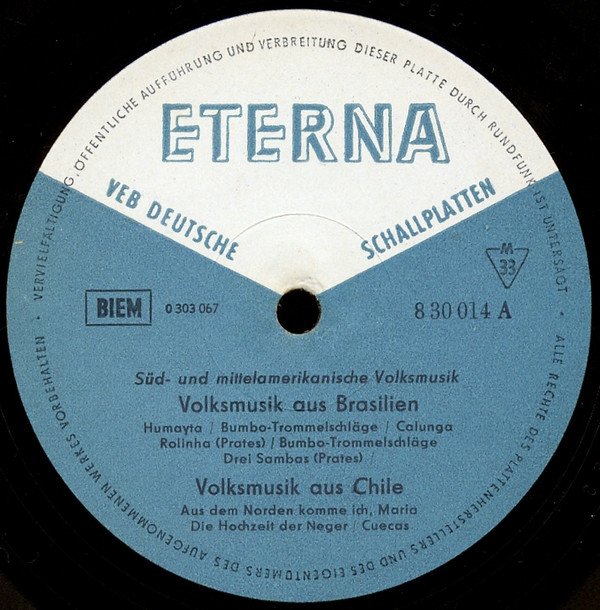 ALLE RECHTE DES PLATTENHERSTELLERS UND DES EIGENTÜMERS DES AUFGENOMMENEN WERKES VORBEHALTEN · VERVIELFÄLTIGUNG, ÖFFENTLICHE AUFFÜHRUNG UND VERBREITUNG DIESER PLATTE DURCH RUNDFUNK IST UNTERSAGT ·
ETERNA
VEB DEUTSCHE SCHALLPLATTEN
M
33
BIEM 0 303 067 8 30 014 A
Süd- und mittelamerikanische Volksmusik
Volksmusik aus Brasilien
Humayta / Bumbo-Trommelschläge / Calunga
Rolinha (Prates) / Bumbo-Trommelschläge
Drei Sambas (Prates) /
Volksmusik aus Chile
Aus dem Norden komme ich, Maria
Die Hochzeit der Neger / Cuecas